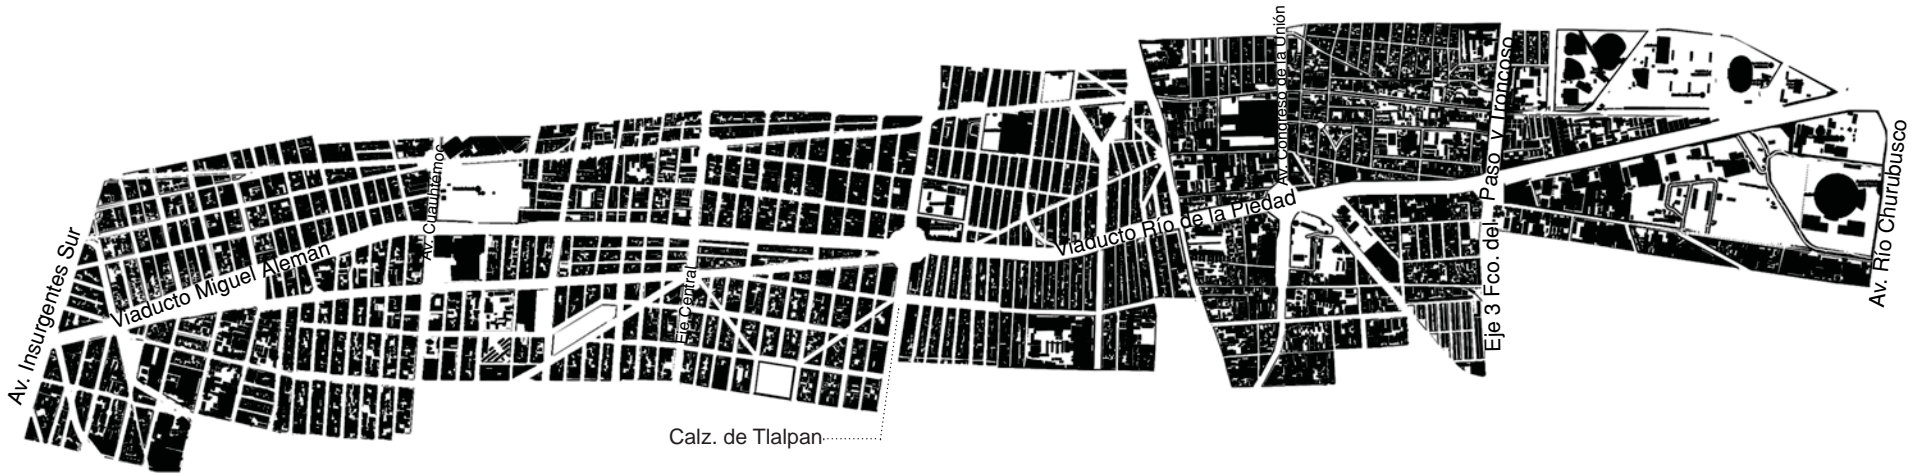 Av. Insurgentes Sur
Viaducto Miguel Alemán
Av. Cuauhtémoc
Eje Central
Calz. de Tlalpan
Viaducto Río de la Piedad
Av. Congreso de la Unión
Eje 3 Fco. del Paso y Troncoso
Av. Río Churubusco